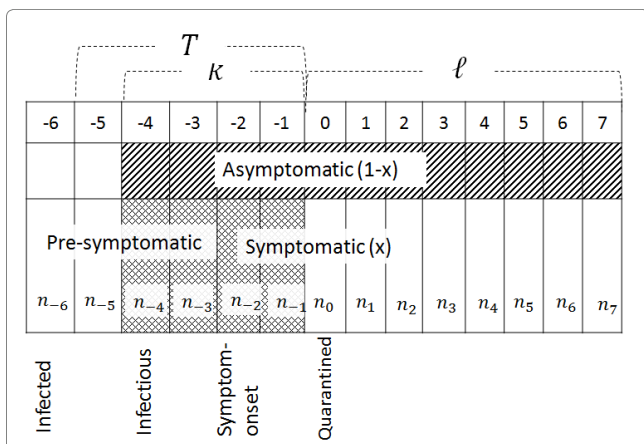 T
κ
ℓ
-6 -5 -4 -3 -2 -1 0 1 2 3 4 5 6 7
Asymptomatic (1-x)
Pre-symptomatic
Symptomatic (x)
n₋₆ n₋₅ n₋₄ n₋₃ n₋₂ n₋₁ n₀ n₁ n₂ n₃ n₄ n₅ n₆ n₇
Infected
Infectious
Symptom-
onset
Quarantined